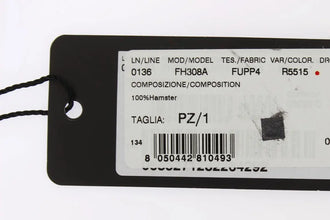 LN/LINE MOD/MODEL TES./FABRIC VAR/COLOR.
0136 FH308A FUPP4 R5515
COMPOSIZIONE/COMPOSITION
100%Hamster
TAGLIA: PZ/1
134
8 050442 810493